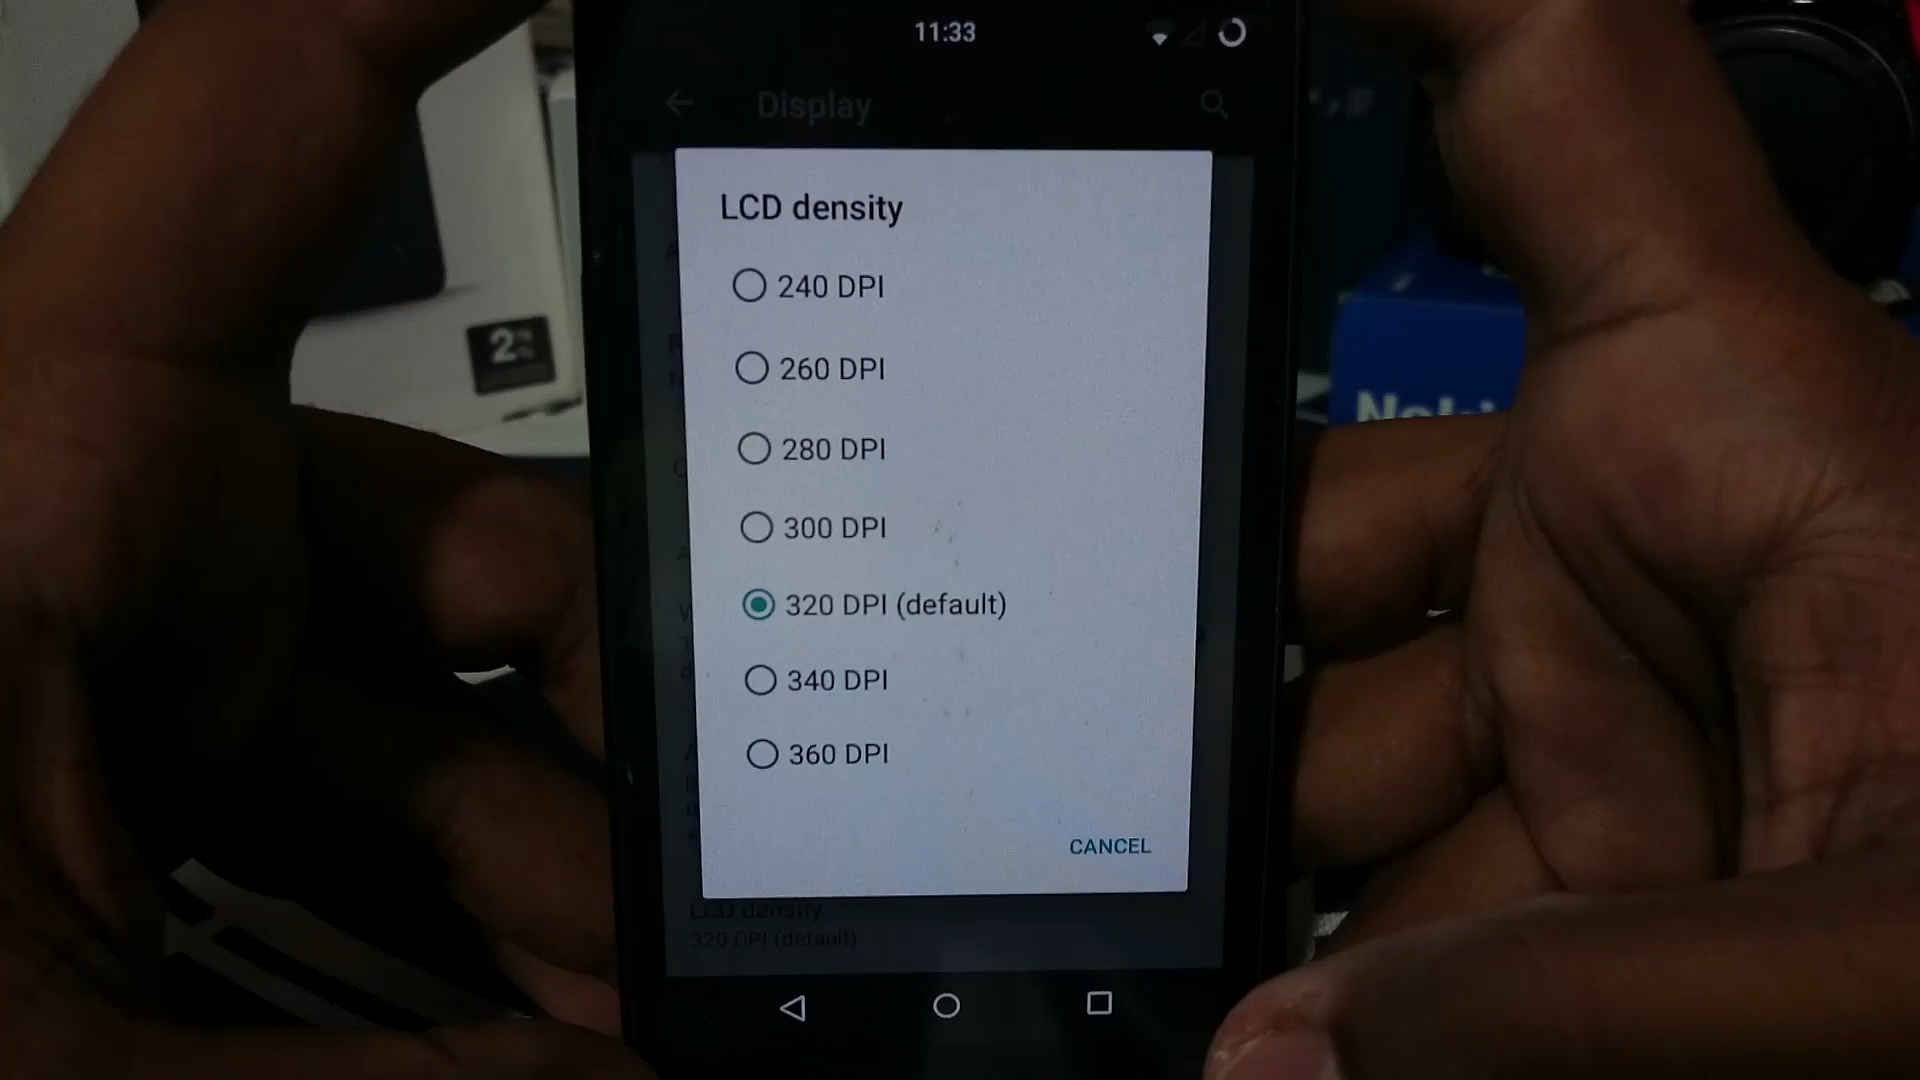 11:33
Display
LCD density
240 DPI
260 DPI
280 DPI
300 DPI
320 DPI (default)
340 DPI
360 DPI
CANCEL
LCD density
320 DPI (default)
2